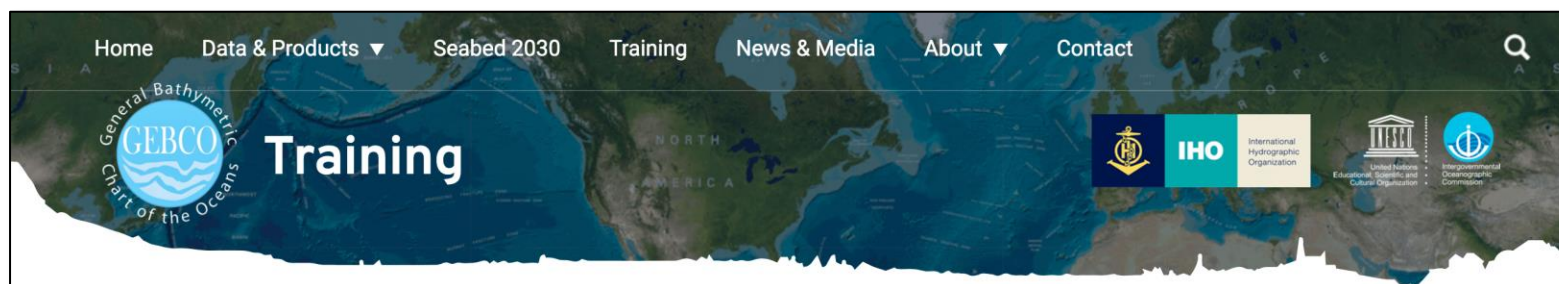 Home Data & Products ▼ Seabed 2030 Training News & Media About ▼ Contact
General Bathymetric Chart of the Oceans
GEBCO
Training
IHO
International
Hydrographic
Organization
UNESCO
United Nations
Educational, Scientific and
Cultural Organization
Intergovernmental
Oceanographic
Commission
S I A
NORTH
AMERICA
R O P E
A S